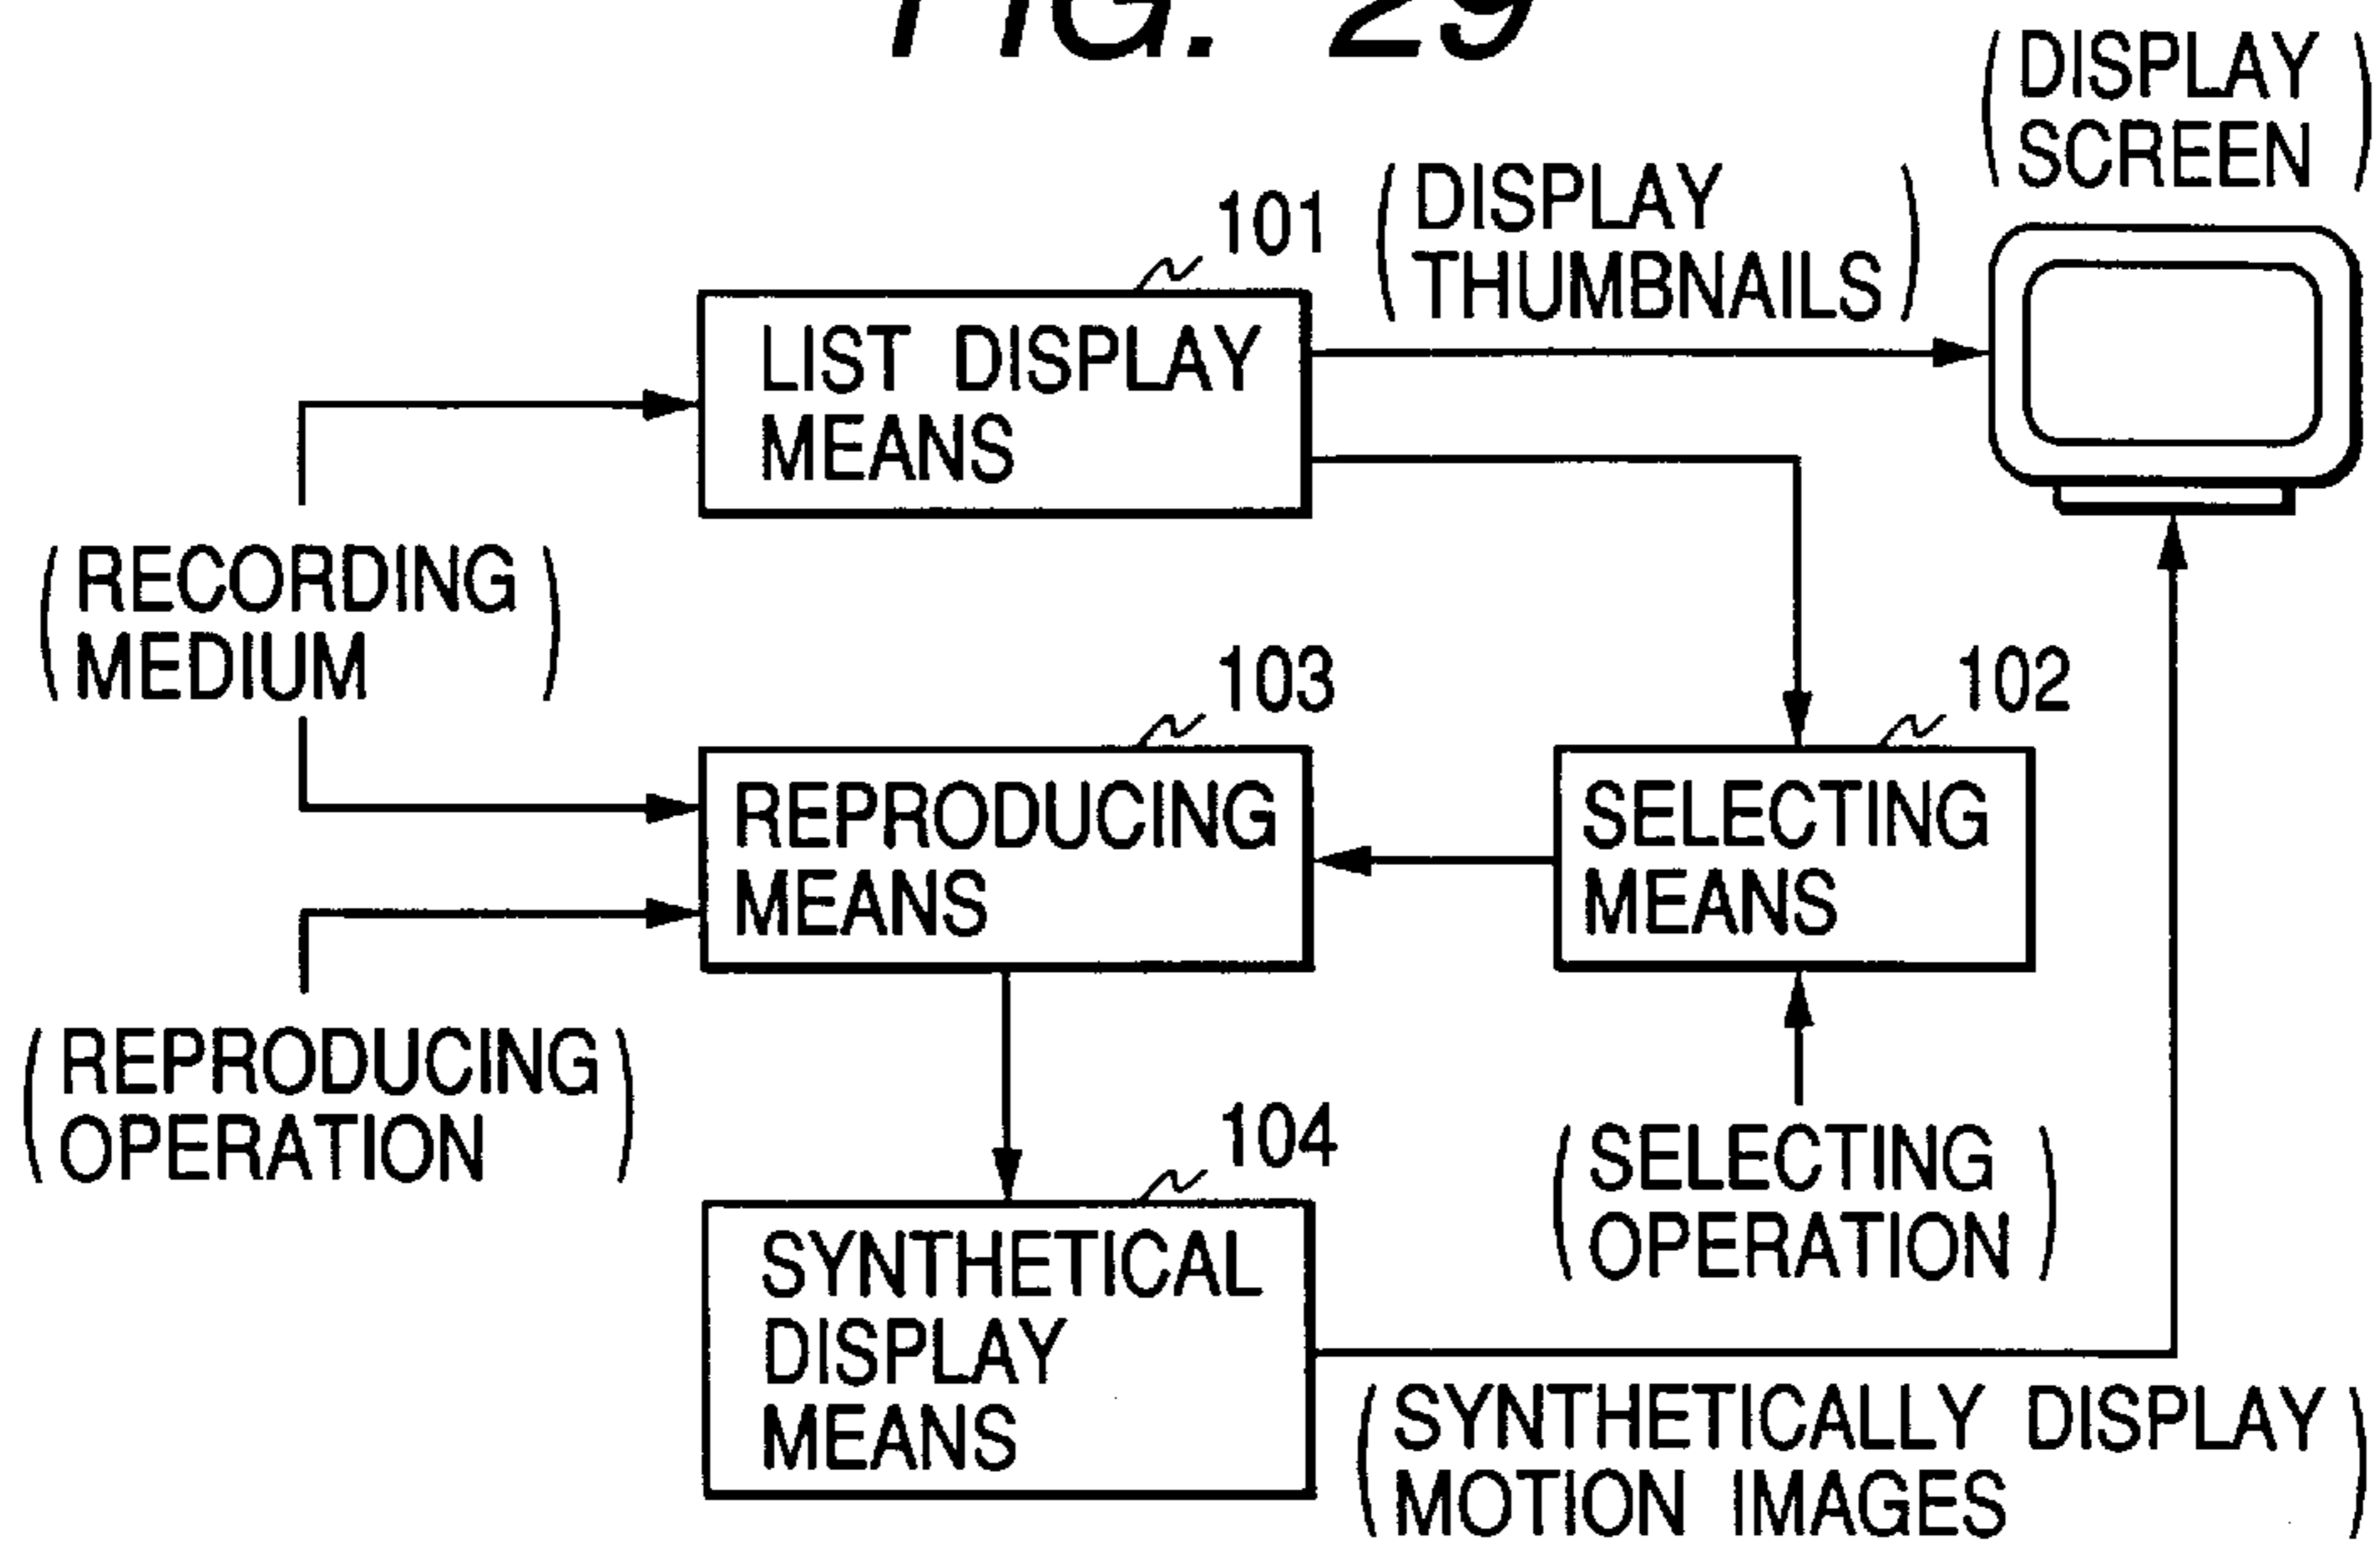 FIG. 29
( DISPLAY
SCREEN )
101
( DISPLAY
THUMBNAILS )
LIST DISPLAY
MEANS
( RECORDING
MEDIUM )
103
102
REPRODUCING
MEANS
SELECTING
MEANS
( REPRODUCING
OPERATION )
104
( SELECTING
OPERATION )
SYNTHETICAL
DISPLAY
MEANS
( SYNTHETICALLY DISPLAY
MOTION IMAGES )